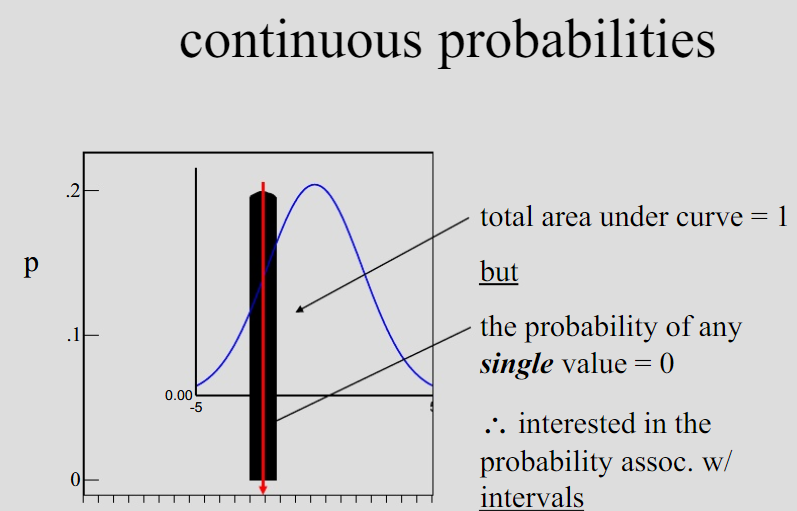 continuous probabilities
.2
p
.1
0
0.00
-5
total area under curve = 1
but
the probability of any
single value = 0
∴ interested in the
probability assoc. w/
intervals